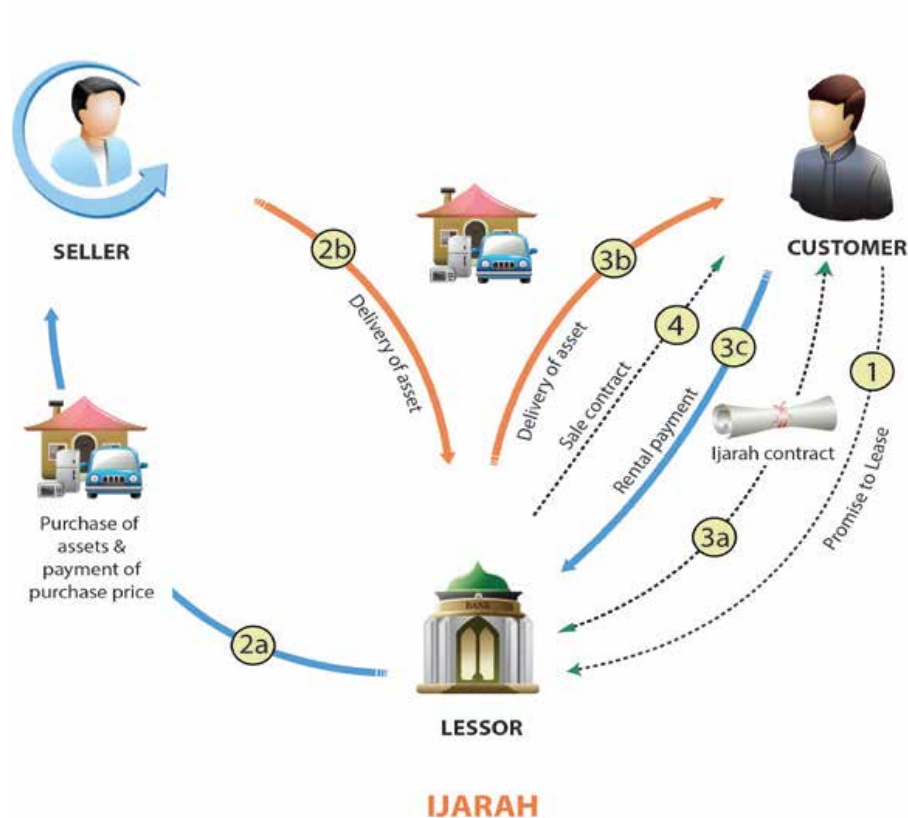 SELLER
CUSTOMER
2b
Delivery of asset
3b
Delivery of asset
4
Sale contract
3c
Rental payment
1
Promise to Lease
Ijarah contract
3a
Purchase of
assets &
payment of
purchase price
2a
BANK
LESSOR
IJARAH